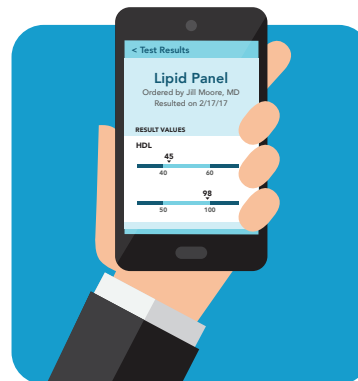 < Test Results
Lipid Panel
Ordered by Jill Moore, MD
Resulted on 2/17/17
RESULT VALUES
HDL
45
40 60
98
50 100